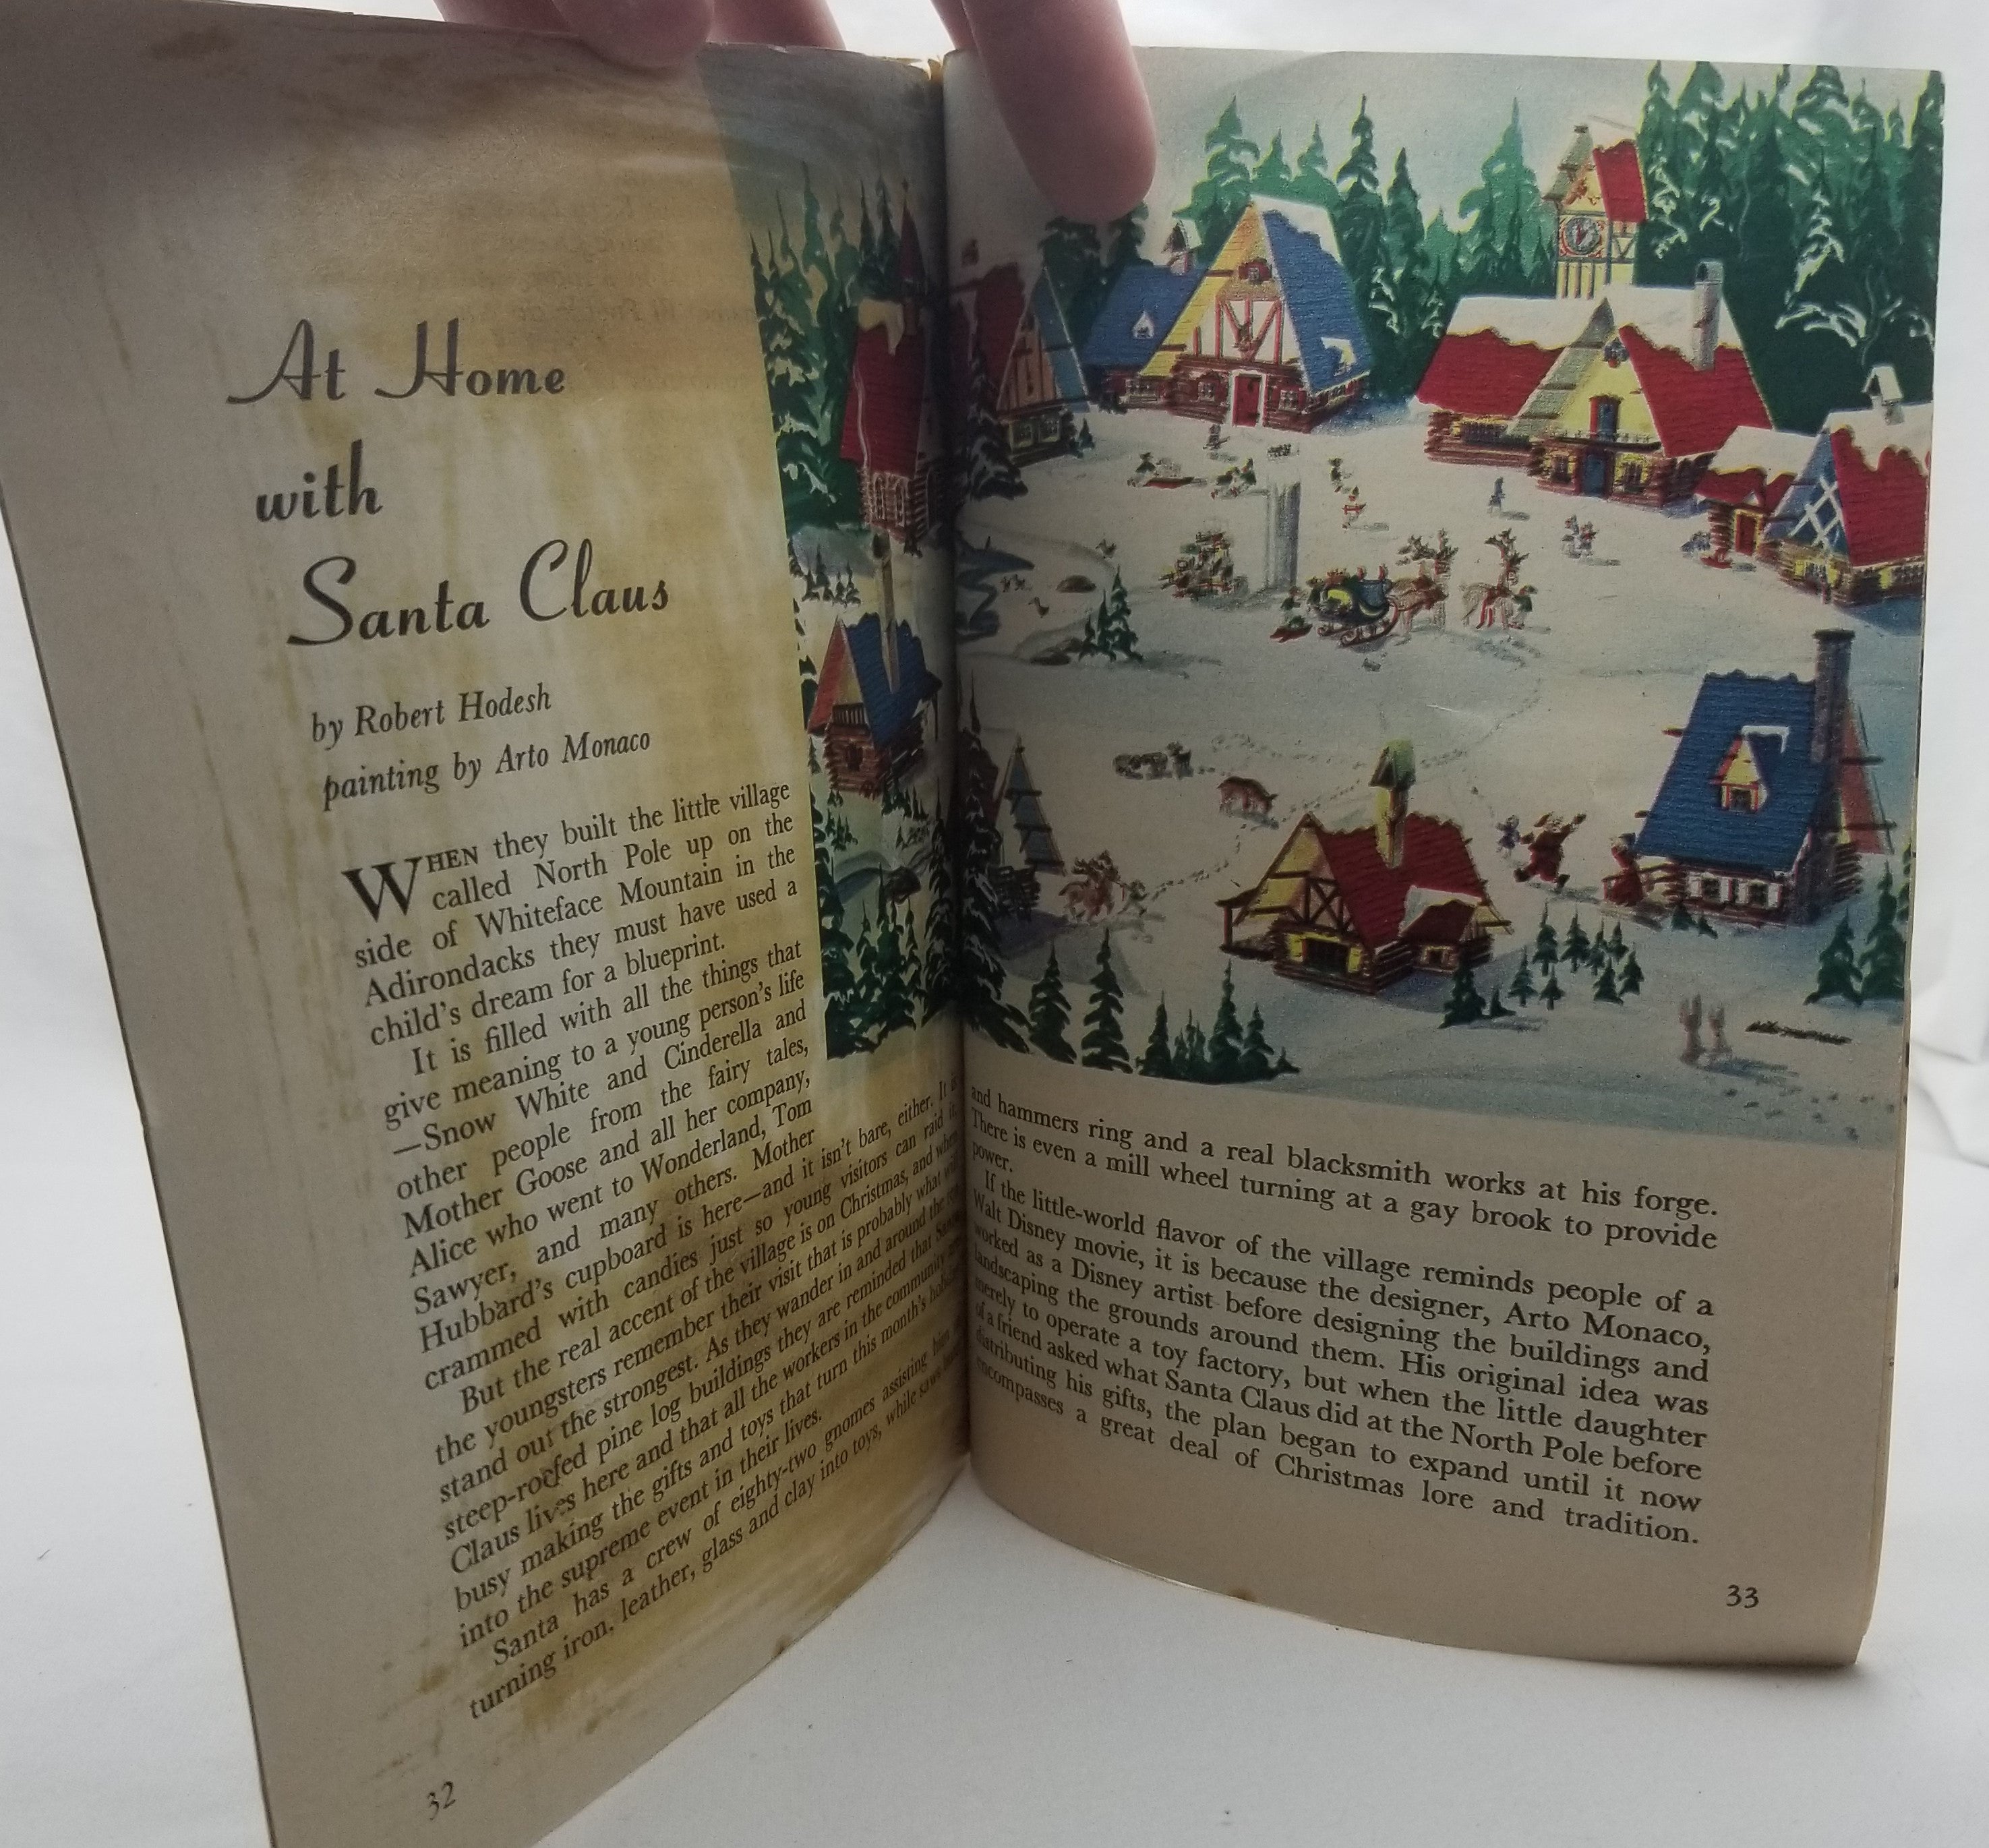 At Home
with
Santa Claus
by Robert Hodesh
painting by Arto Monaco
WHEN they built the little village
called North Pole up on the
side of Whiteface Mountain in the
Adirondacks they must have used a
child's dream for a blueprint.
It is filled with all the things that
give meaning to a young person's life
—Snow White and Cinderella and
other people from the fairy tales,
Mother Goose and all her company,
Alice who went to Wonderland, Tom
Sawyer, and many others. Mother
Hubbard's cupboard is here—and it isn't bare, either. It
crammed with candies just so young visitors can raid
But the real accent of the village is on Christmas, and when
the youngsters remember their visit that is probably what
stand out the strongest. As they wander in and around the
steep-roofed pine log buildings they are reminded that Santa
Claus lives here and that all the workers in the community
busy making the gifts and toys that turn this month's
into the supreme event in their lives.
Santa has a crew of eighty-two gnomes assisting him
turning iron, leather, glass and clay into toys, while saws
32
and hammers ring and a real blacksmith works at his forge.
There is even a mill wheel turning at a gay brook to provide
power.
If the little-world flavor of the village reminds people of a
Walt Disney movie, it is because the designer, Arto Monaco,
worked as a Disney artist before designing the buildings and
landscaping the grounds around them. His original idea was
merely to operate a toy factory, but when the little daughter
of a friend asked what Santa Claus did at the North Pole before
distributing his gifts, the plan began to expand until it now
encompasses a great deal of Christmas lore and tradition.
33